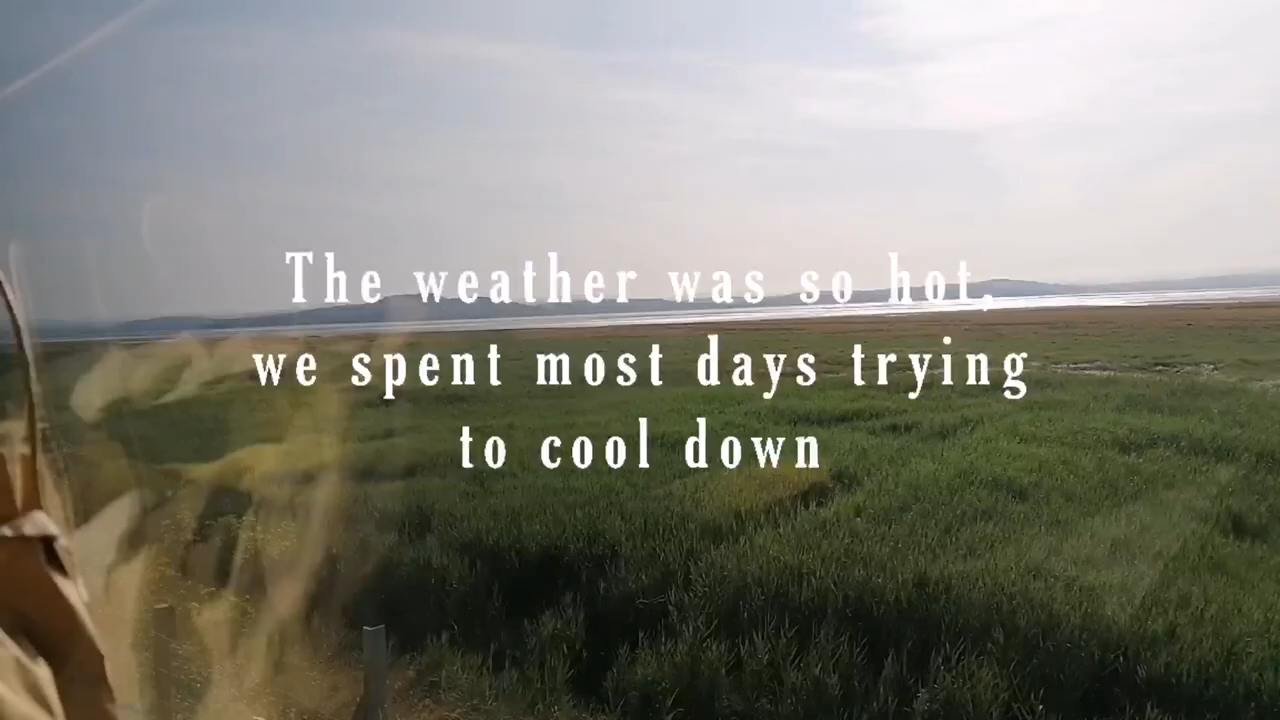 The weather was so hot,
we spent most days trying
to cool down